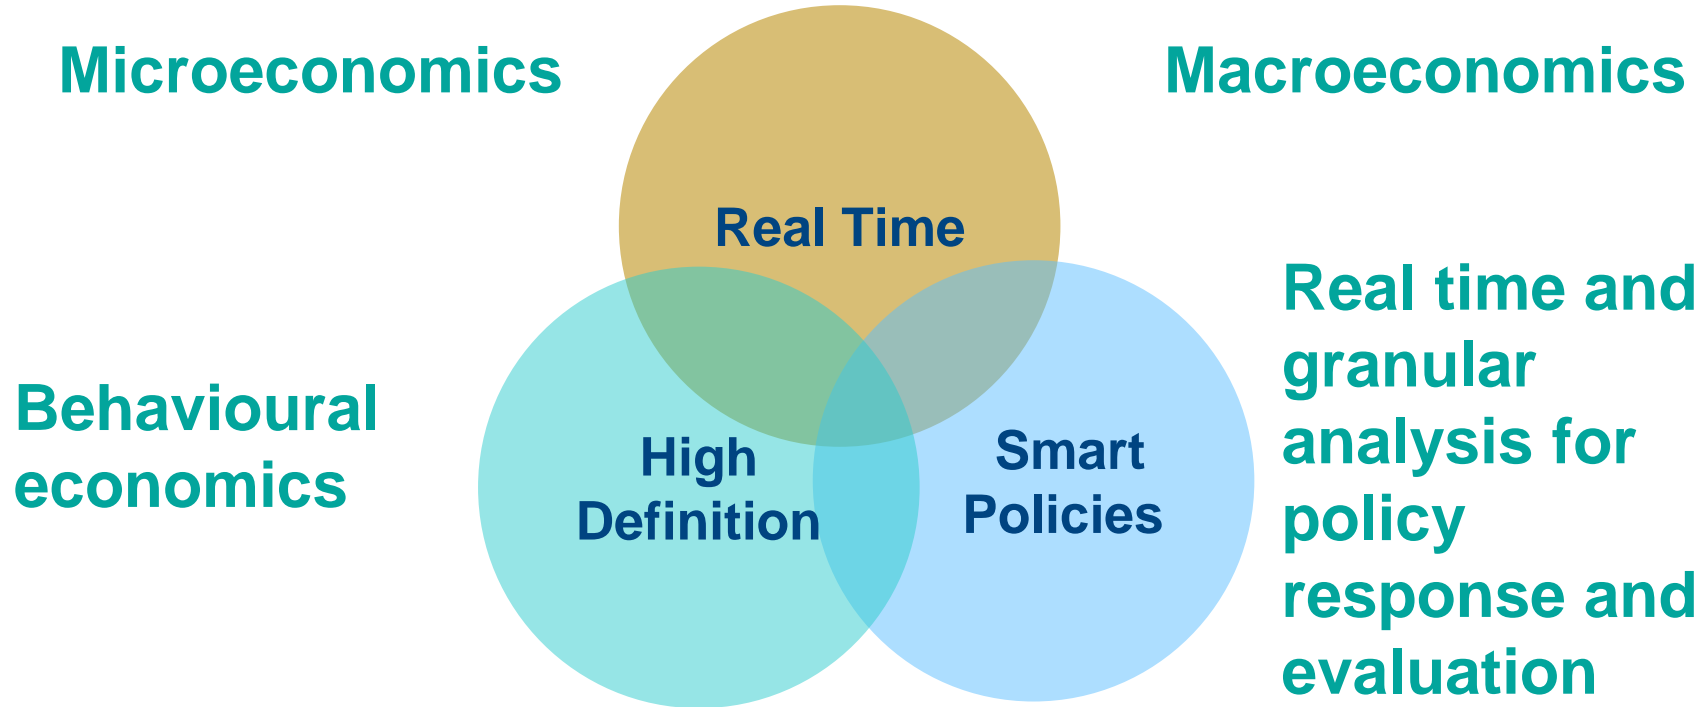 Microeconomics
Macroeconomics
Real Time
Behavioural
economics
High
Definition
Smart
Policies
Real time and
granular
analysis for
policy
response and
evaluation